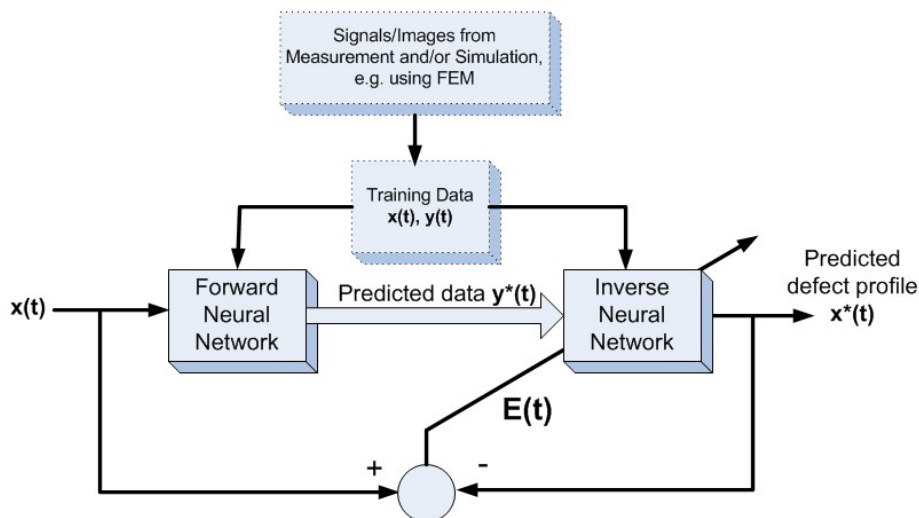 Signals/Images from
Measurement and/or Simulation,
e.g. using FEM
Training Data
x(t), y(t)
x(t)
Forward
Neural
Network
Predicted data y*(t)
Inverse
Neural
Network
Predicted
defect profile
x*(t)
E(t)
+
-